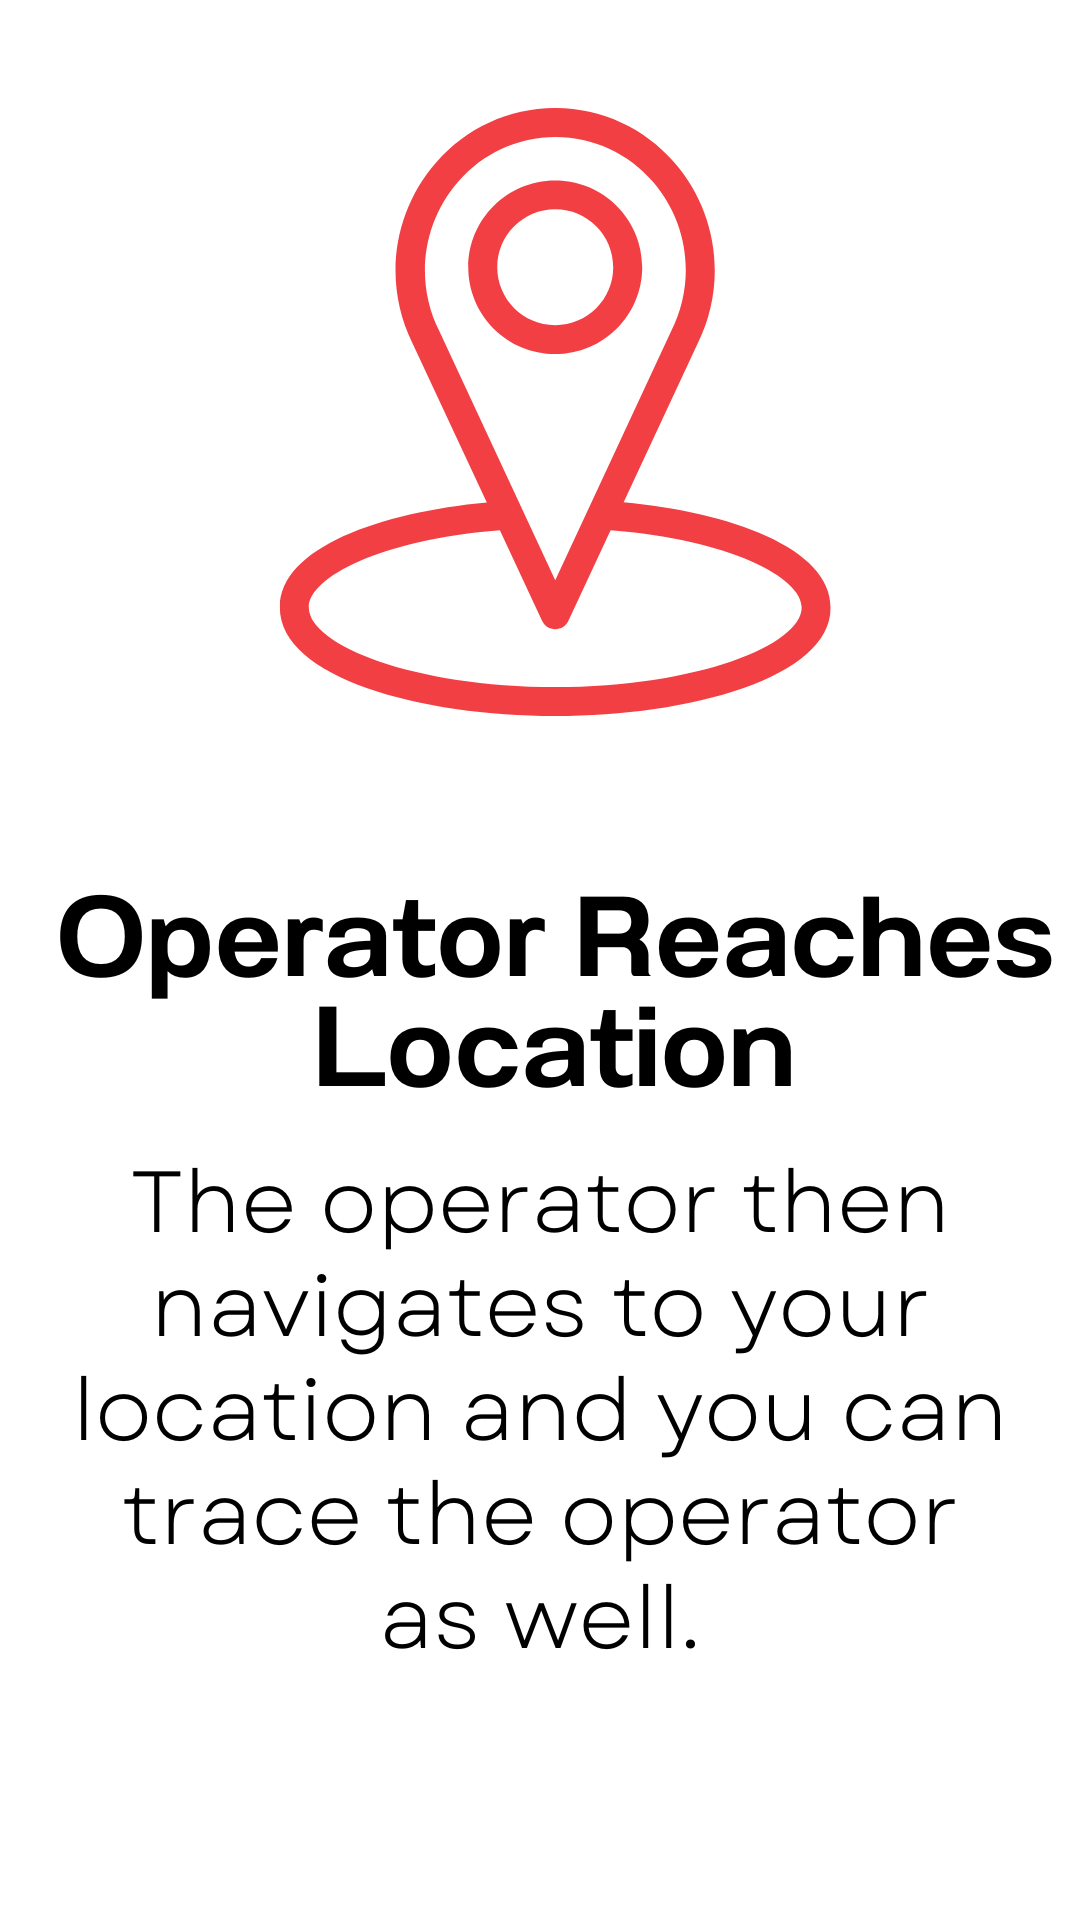 Operator Reaches
Location
The operator then
navigates to your
location and you can
trace the operator
as well.